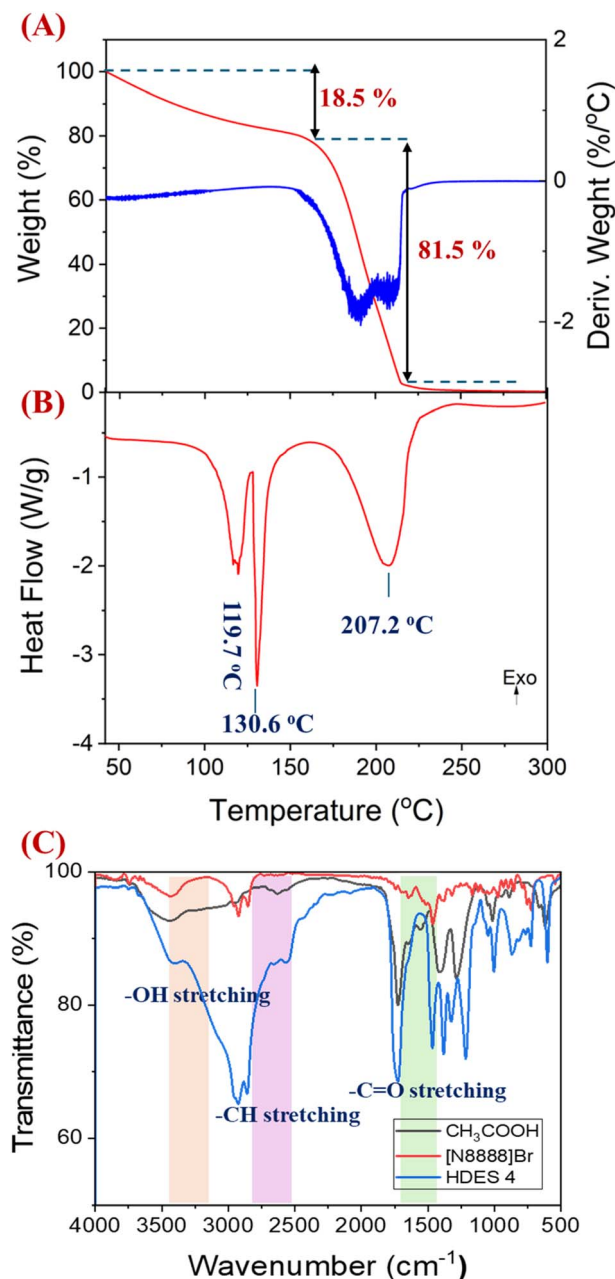 (A)
100
80
60
40
20
0
Weight (%)
18.5 %
81.5 %
2
0
-2
Deriv. Weght (%/°C)
(B)
-1
-2
-3
-4
Heat Flow (W/g)
119.7 °C
130.6 °C
207.2 °C
Exo
50 100 150 200 250 300
Temperature (°C)
(C)
100
80
60
Transmittance (%)
-OH stretching
-CH stretching
-C=O stretching
CH₃COOH
[N8888]Br
HDES 4
4000 3500 3000 2500 2000 1500 1000 500
Wavenumber (cm⁻¹)